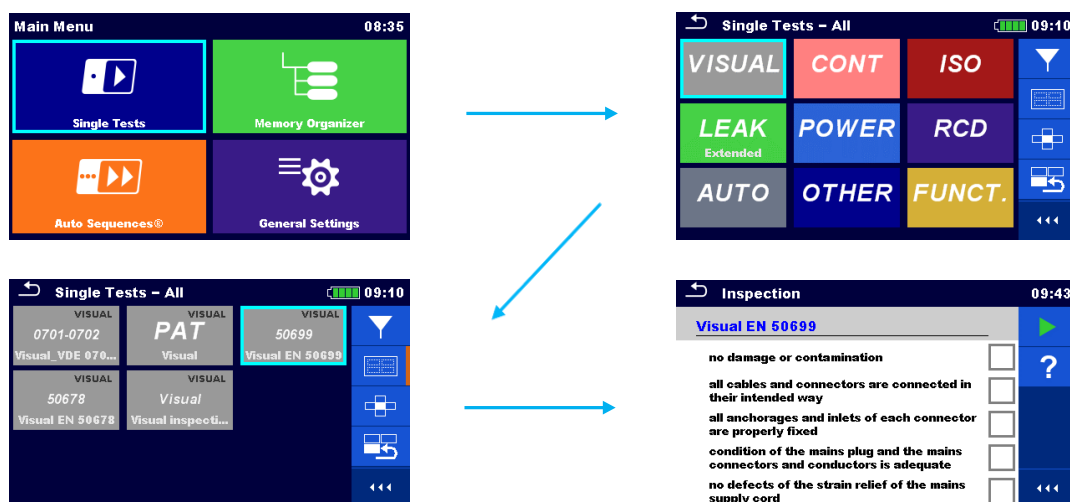 Main Menu 08:35
Single Tests
Memory Organizer
Auto Sequences®
General Settings
Single Tests – All 09:10
VISUAL CONT ISO
LEAK POWER RCD
Extended
AUTO OTHER FUNCT.
Single Tests – All 09:10
VISUAL VISUAL VISUAL
0701-0702 PAT 50699
Visual_VDE 070... Visual Visual EN 50699
VISUAL VISUAL
50678 Visual
Visual EN 50678 Visual inspecti...
Inspection 09:43
Visual EN 50699
no damage or contamination
?
all cables and connectors are connected in
their intended way
all anchorages and inlets of each connector
are properly fixed
condition of the mains plug and the mains
connectors and conductors is adequate
no defects of the strain relief of the mains
supply cord